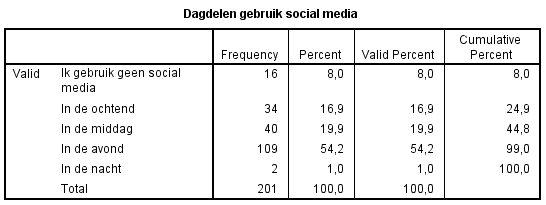 Dagdelen gebruik social media
Frequency Percent Valid Percent Cumulative Percent
Valid Ik gebruik geen social media 16 8,0 8,0 8,0
In de ochtend 34 16,9 16,9 24,9
In de middag 40 19,9 19,9 44,8
In de avond 109 54,2 54,2 99,0
In de nacht 2 1,0 1,0 100,0
Total 201 100,0 100,0